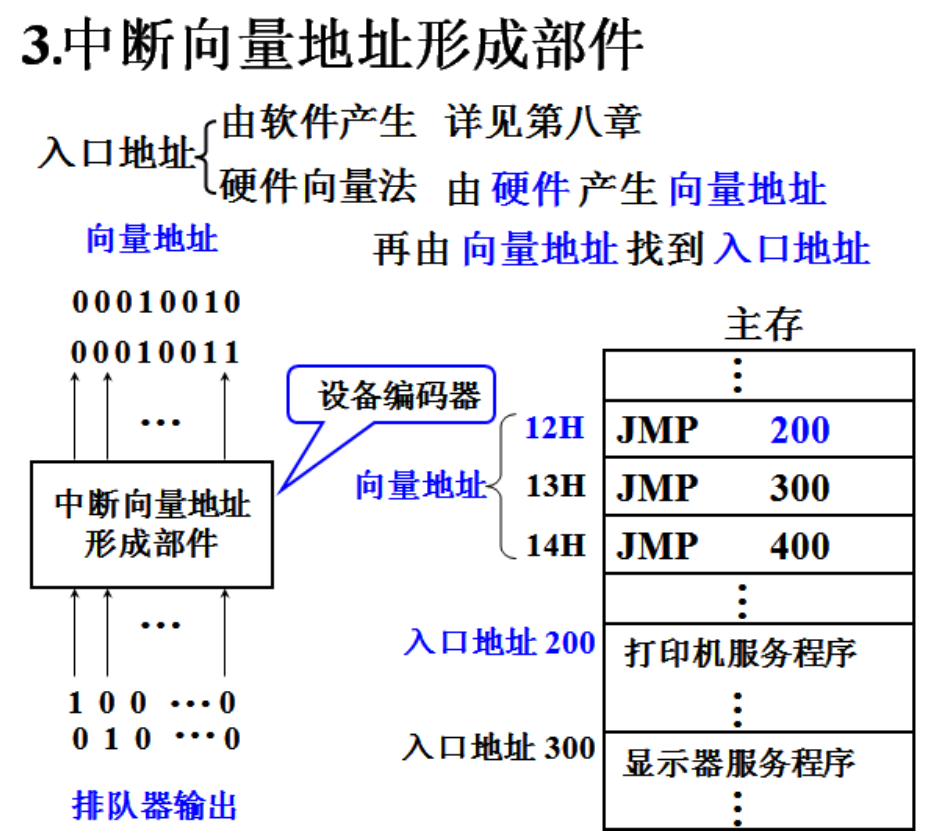 3.中断向量地址形成部件
入口地址
由软件产生 详见第八章
硬件向量法 由 硬件 产生 向量地址
再由 向量地址 找到 入口地址
向量地址
00010010
00010011
…
设备编码器
中断向量地址
形成部件
…
1 0 0 …0
0 1 0 …0
排队器输出
主存
⋮
向量地址
12H JMP 200
13H JMP 300
14H JMP 400
⋮
入口地址 200 打印机服务程序
⋮
入口地址 300 显示器服务程序
⋮